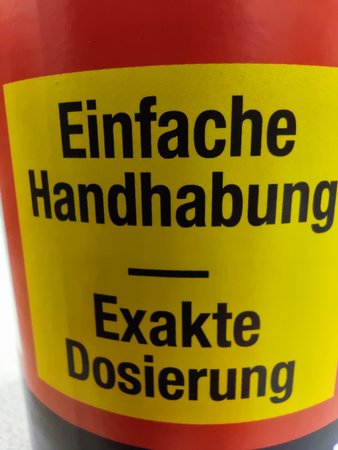 Einfache
Handhabung
Exakte
Dosierung